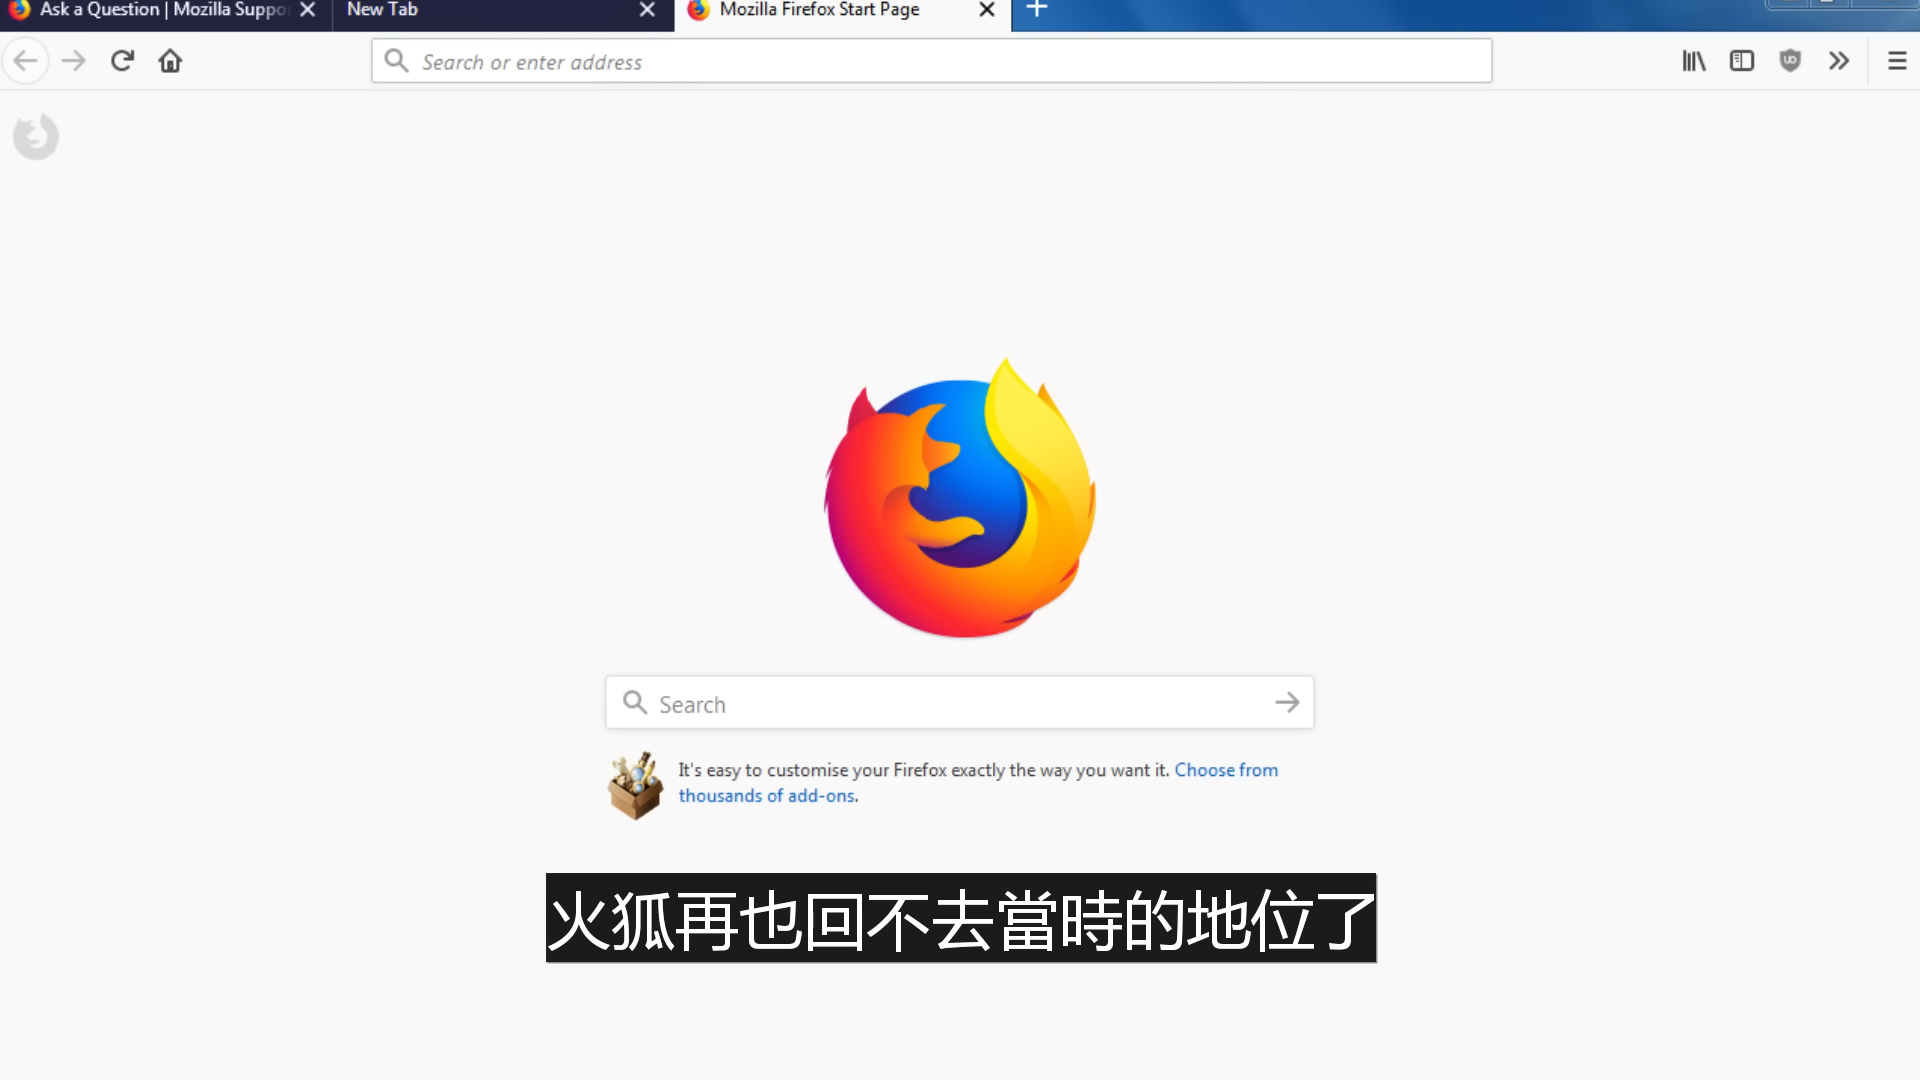 Ask a Question | Mozilla Suppo
New Tab
Mozilla Firefox Start Page
Search or enter address
Search
It's easy to customise your Firefox exactly the way you want it. Choose from
thousands of add-ons.
火狐再也回不去當時的地位了